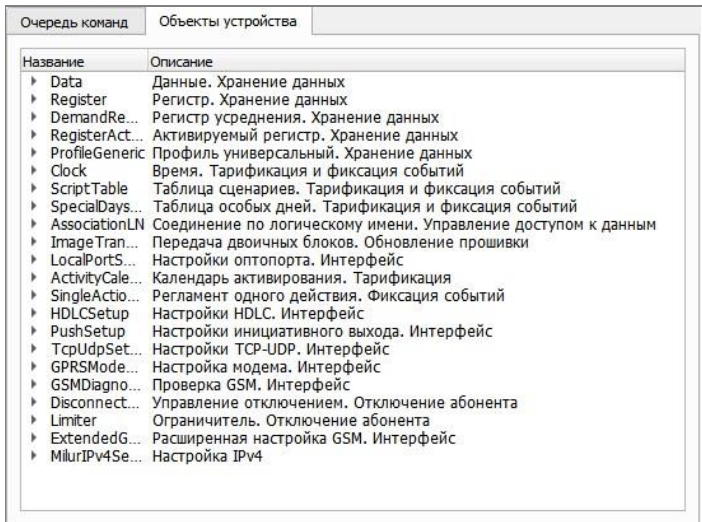 Очередь команд Объекты устройства
Название Описание
Data Данные. Хранение данных
Register Регистр. Хранение данных
DemandRe... Регистр усреднения. Хранение данных
RegisterAct... Активируемый регистр. Хранение данных
ProfileGeneric Профиль универсальный. Хранение данных
Clock Время. Тарификация и фиксация событий
ScriptTable Таблица сценариев. Тарификация и фиксация событий
SpecialDays... Таблица особых дней. Тарификация и фиксация событий
AssociationLN Соединение по логическому имени. Управление доступом к данным
ImageTran... Передача двоичных блоков. Обновление прошивки
LocalPortS... Настройки оптопорта. Интерфейс
ActivityCale... Календарь активирования. Тарификация
SingleActio... Регламент одного действия. Фиксация событий
HDLCSetup Настройки HDLC. Интерфейс
PushSetup Настройки инициативного выхода. Интерфейс
TcpUdpSet... Настройки TCP-UDP. Интерфейс
GPRSMode... Настройка модема. Интерфейс
GSMDiagno... Проверка GSM. Интерфейс
Disconnect... Управление отключением. Отключение абонента
Limiter Ограничитель. Отключение абонента
ExtendedG... Расширенная настройка GSM. Интерфейс
MilurIPv4Se... Настройка IPv4